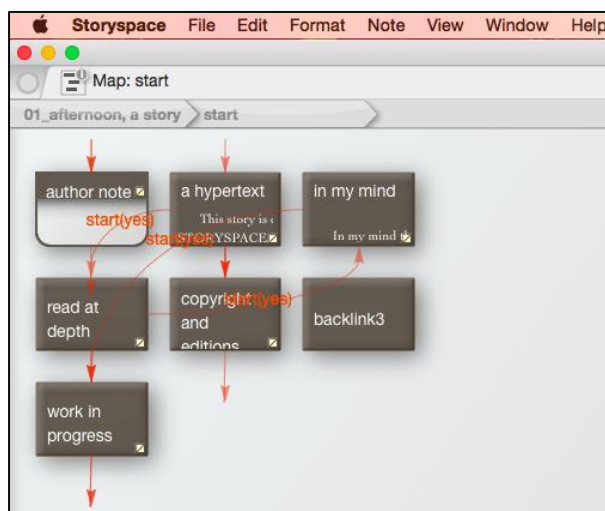 Storyspace File Edit Format Note View Window Help
Map: start
01_afternoon, a story start
author note
a hypertext
in my mind
start(yes)
This story is
STORYSPACE
start(yes)
In my mind
read at
depth
copyright
and
editions
start(yes)
backlink3
work in
progress